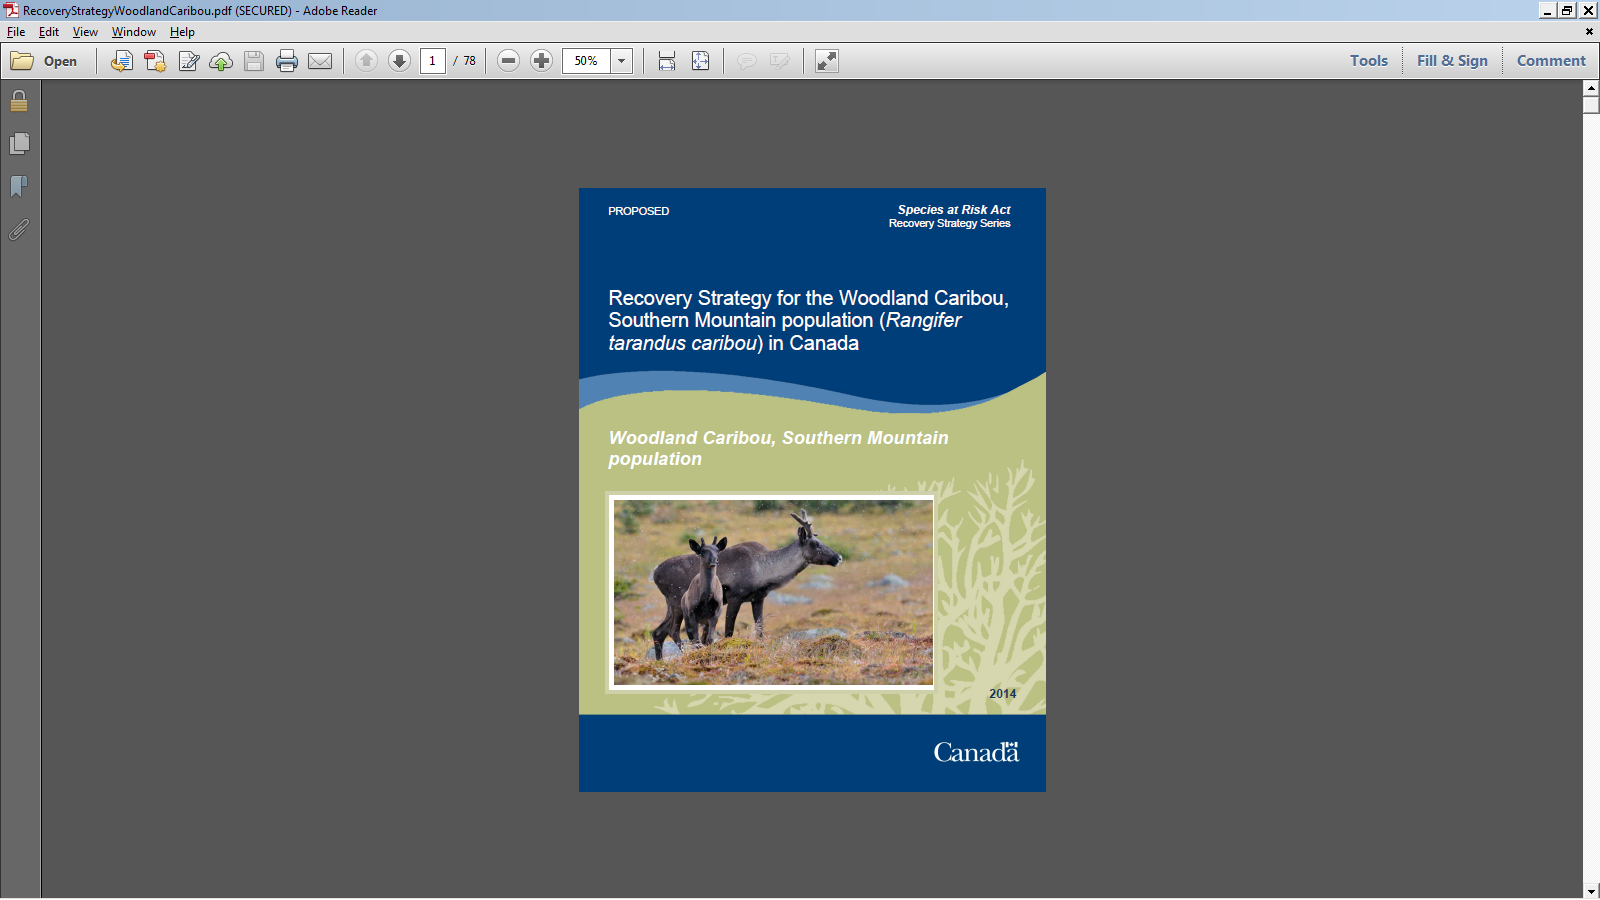 RecoveryStrategyWoodlandCaribou.pdf (SECURED) - Adobe Reader
File Edit View Window Help
Open
1 / 78
50%
Tools
Fill & Sign
Comment
PROPOSED
Species at Risk Act
Recovery Strategy Series
Recovery Strategy for the Woodland Caribou,
Southern Mountain population (Rangifer
tarandus caribou) in Canada
Woodland Caribou, Southern Mountain
population
2014
Canada